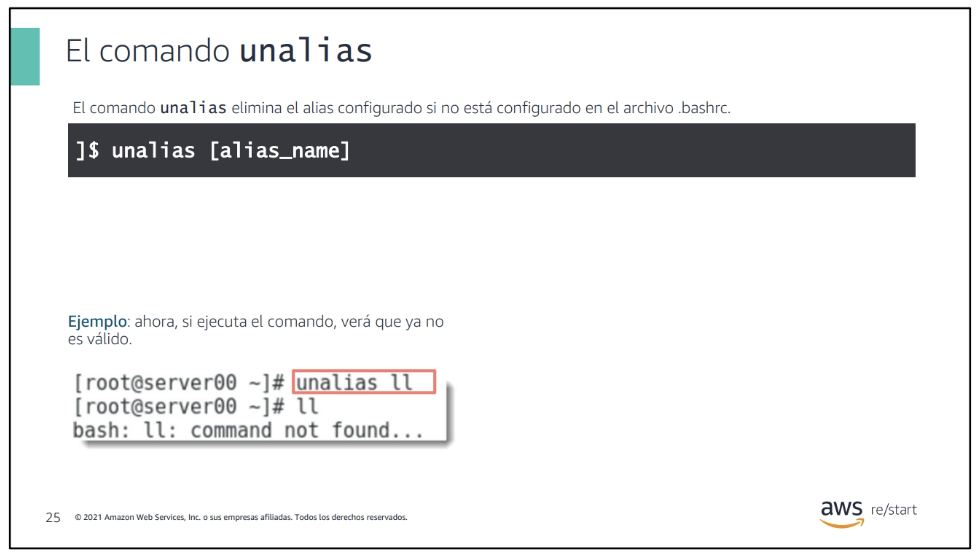 El comando unalias
El comando unalias elimina el alias configurado si no está configurado en el archivo .bashrc.
]$ unalias [alias_name]
Ejemplo: ahora, si ejecuta el comando, verá que ya no
es válido.
[root@server00 ~]# unalias ll
[root@server00 ~]# ll
bash: ll: command not found...
25 © 2021 Amazon Web Services, Inc. o sus empresas afiliadas. Todos los derechos reservados.
aws re/start